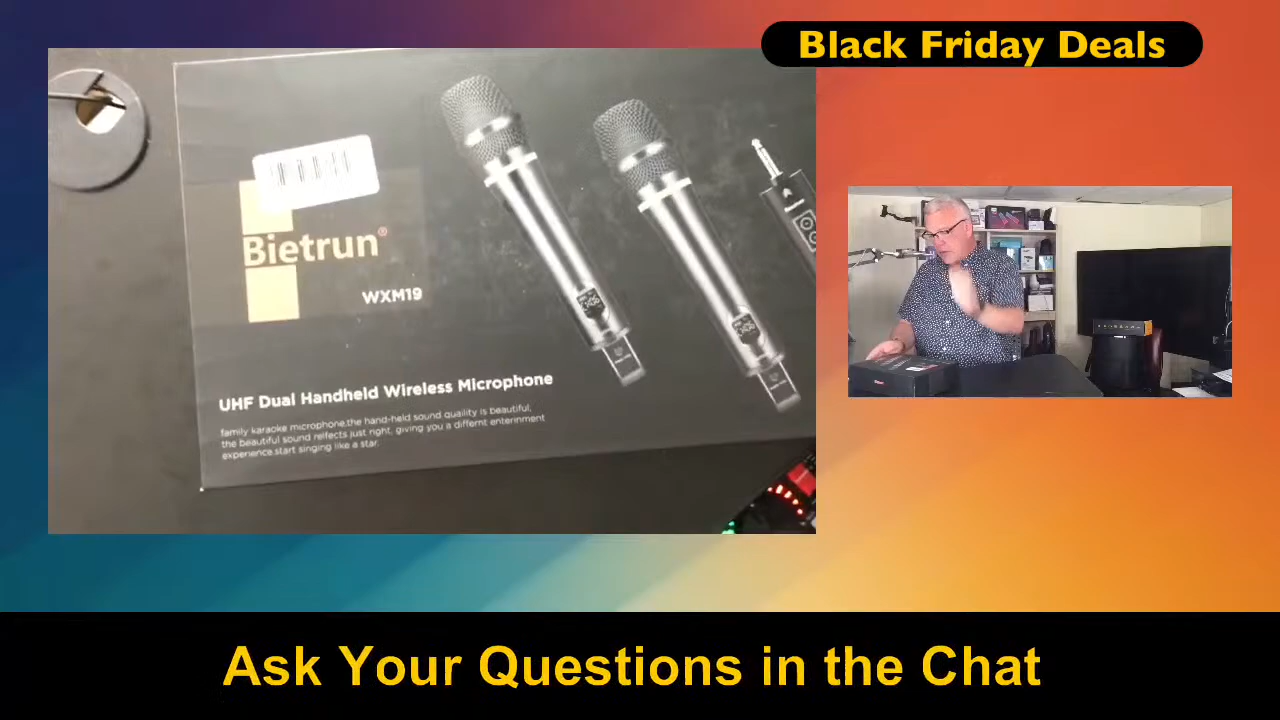 Black Friday Deals
Bietrun®
WXM19
UHF Dual Handheld Wireless Microphone
family karaoke microphone,the hand-held sound quaility is beautiful,
the beautiful sound relfects just right, giving you a differnt enterinment
experience.start singing like a star.
Ask Your Questions in the Chat